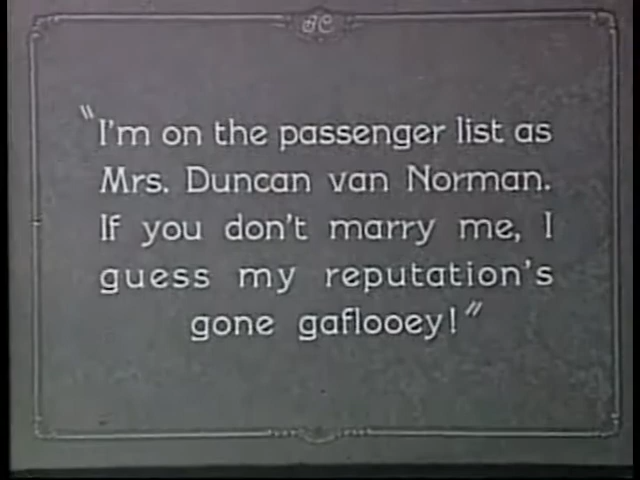 "I'm on the passenger list as
Mrs. Duncan van Norman.
If you don't marry me, I
guess my reputation's
gone gaflooey!"